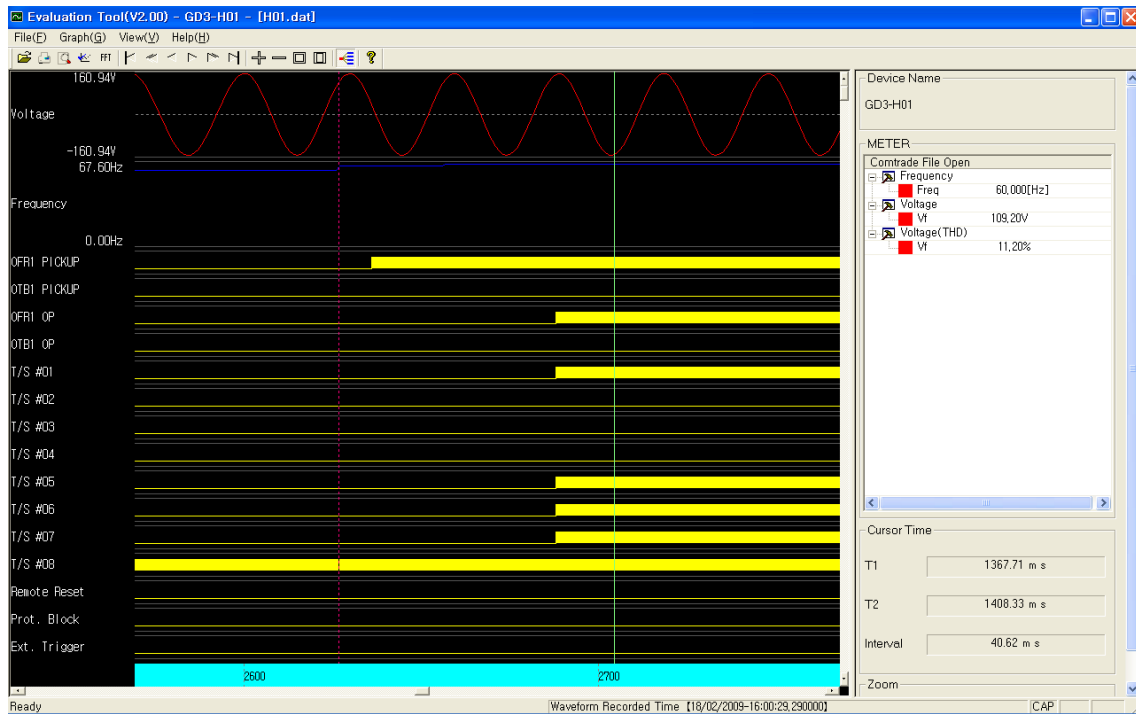 Evaluation Tool(V2.00) - GD3-H01 - [H01.dat]
File(F) Graph(G) View(V) Help(H)
FFT
160.94V
Voltage
-160.94V
67.60Hz
Frequency
0.00Hz
OFR1 PICKUP
OTB1 PICKUP
OFR1 OP
OTB1 OP
T/S #01
T/S #02
T/S #03
T/S #04
T/S #05
T/S #06
T/S #07
T/S #08
Remote Reset
Prot. Block
Ext. Trigger
2600 2700
Device Name
GD3-H01
METER
Comtrade File Open
Frequency
Freq 60,000[Hz]
Voltage
Vf 109,20V
Voltage(THD)
Vf 11,20%
Cursor Time
T1 1367.71 m s
T2 1408.33 m s
Interval 40.62 m s
Zoom
Ready Waveform Recorded Time [18/02/2009-16:00:29,290000] CAP